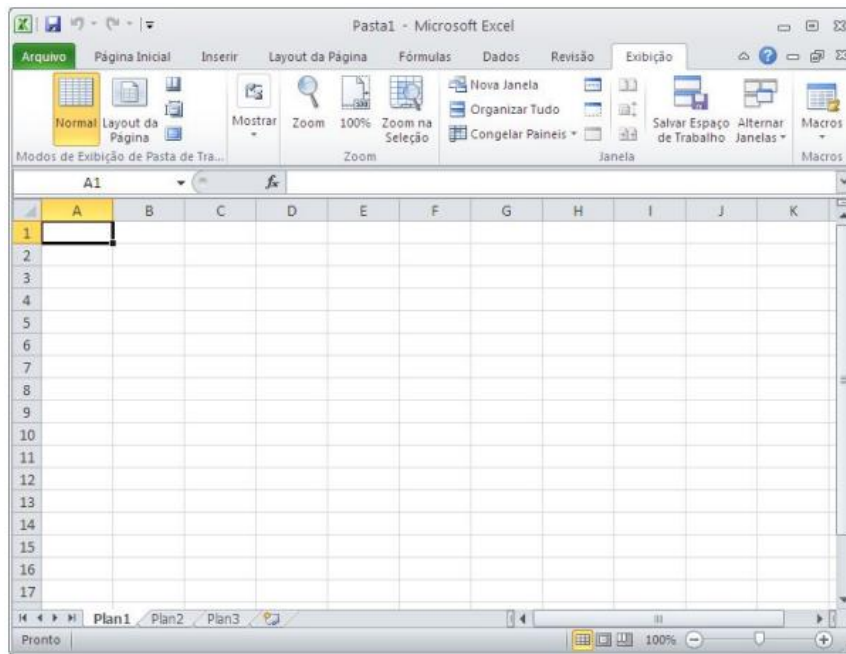 Pasta1 - Microsoft Excel
Arquivo Página Inicial Inserir Layout da Página Fórmulas Dados Revisão Exibição
Normal Layout da Página
Mostrar
Zoom 100% Zoom na Seleção
Nova Janela
Organizar Tudo
Congelar Paineis
Salvar Espaço de Trabalho
Alternar Janelas
Macros
Modos de Exibição de Pasta de Tra... Zoom Janela Macros
A1 fx
A B C D E F G H I J K
1
2
3
4
5
6
7
8
9
10
11
12
13
14
15
16
17
Plan1 Plan2 Plan3
Pronto 100%